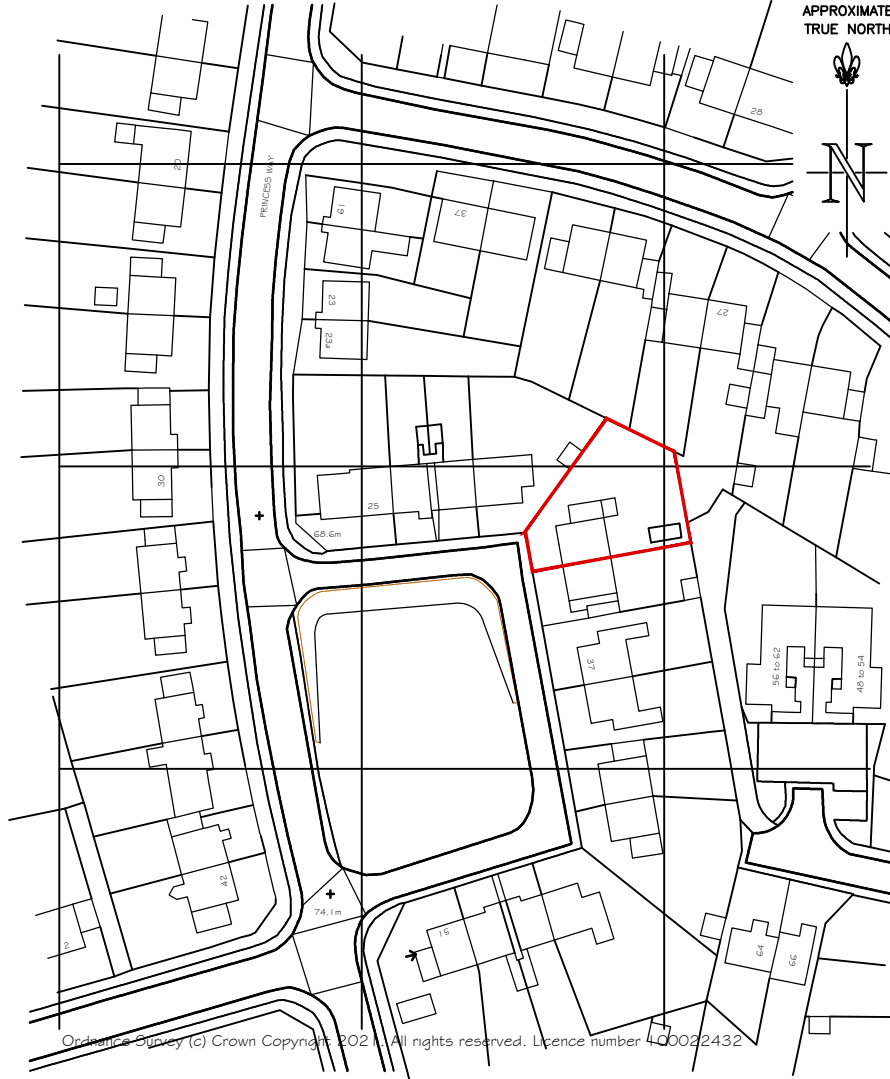 APPROXIMATE
TRUE NORTH
N
28
20
PRINCESS WAY
19
37
23
27
23a
30
25
68.6m
37
56 to 62
48 to 54
42
74.1m
15
2
64
66
Ordnance Survey (c) Crown Copyright 2021. All rights reserved. Licence number 100022432